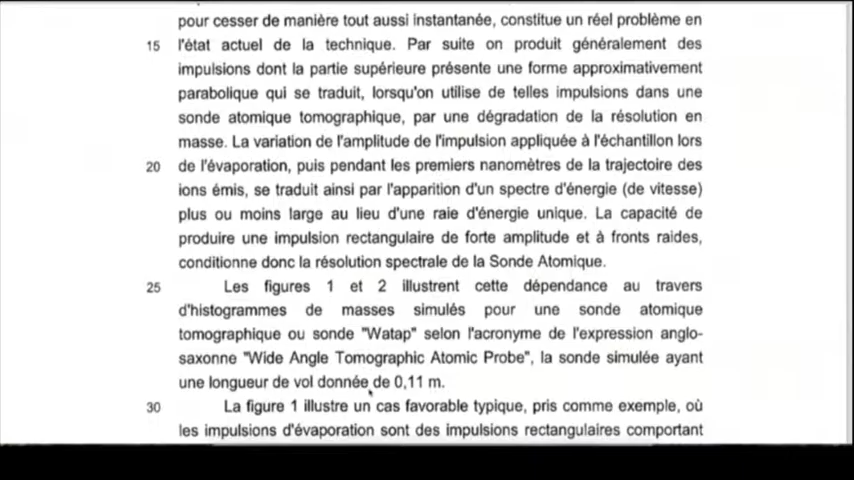 pour cesser de manière tout aussi instantanée, constitue un réel problème en
15 l'état actuel de la technique. Par suite on produit généralement des
impulsions dont la partie supérieure présente une forme approximativement
parabolique qui se traduit, lorsqu'on utilise de telles impulsions dans une
sonde atomique tomographique, par une dégradation de la résolution en
masse. La variation de l'amplitude de l'impulsion appliquée à l'échantillon lors
20 de l'évaporation, puis pendant les premiers nanomètres de la trajectoire des
ions émis, se traduit ainsi par l'apparition d'un spectre d'énergie (de vitesse)
plus ou moins large au lieu d'une raie d'énergie unique. La capacité de
produire une impulsion rectangulaire de forte amplitude et à fronts raides,
conditionne donc la résolution spectrale de la Sonde Atomique.
25 Les figures 1 et 2 illustrent cette dépendance au travers
d'histogrammes de masses simulés pour une sonde atomique
tomographique ou sonde "Watap" selon l'acronyme de l'expression anglo-
saxonne "Wide Angle Tomographic Atomic Probe", la sonde simulée ayant
une longueur de vol donnée de 0,11 m.
30 La figure 1 illustre un cas favorable typique, pris comme exemple, où
les impulsions d'évaporation sont des impulsions rectangulaires comportant